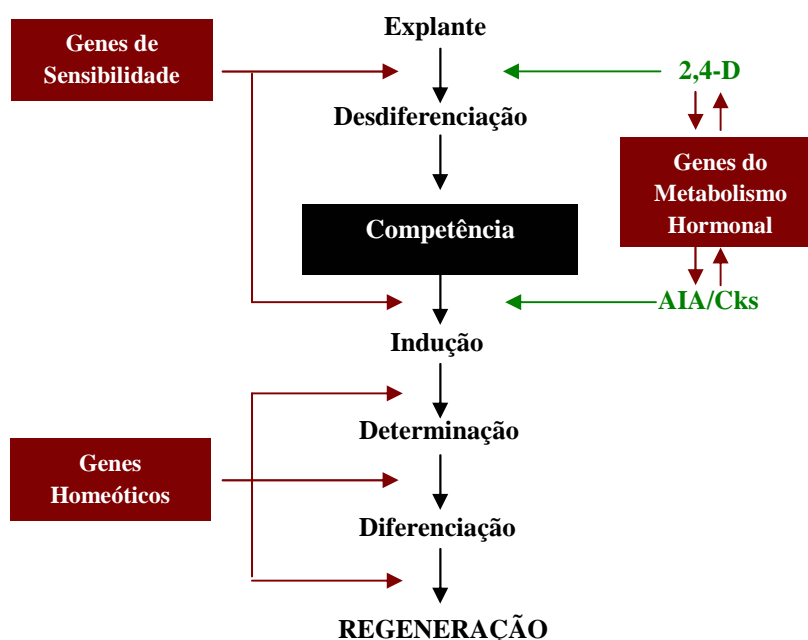 Explante
Genes de
Sensibilidade
2,4-D
Desdiferenciação
Genes do
Metabolismo
Hormonal
Competência
AIA/Cks
Indução
Determinação
Genes
Homeóticos
Diferenciação
REGENERAÇÃO